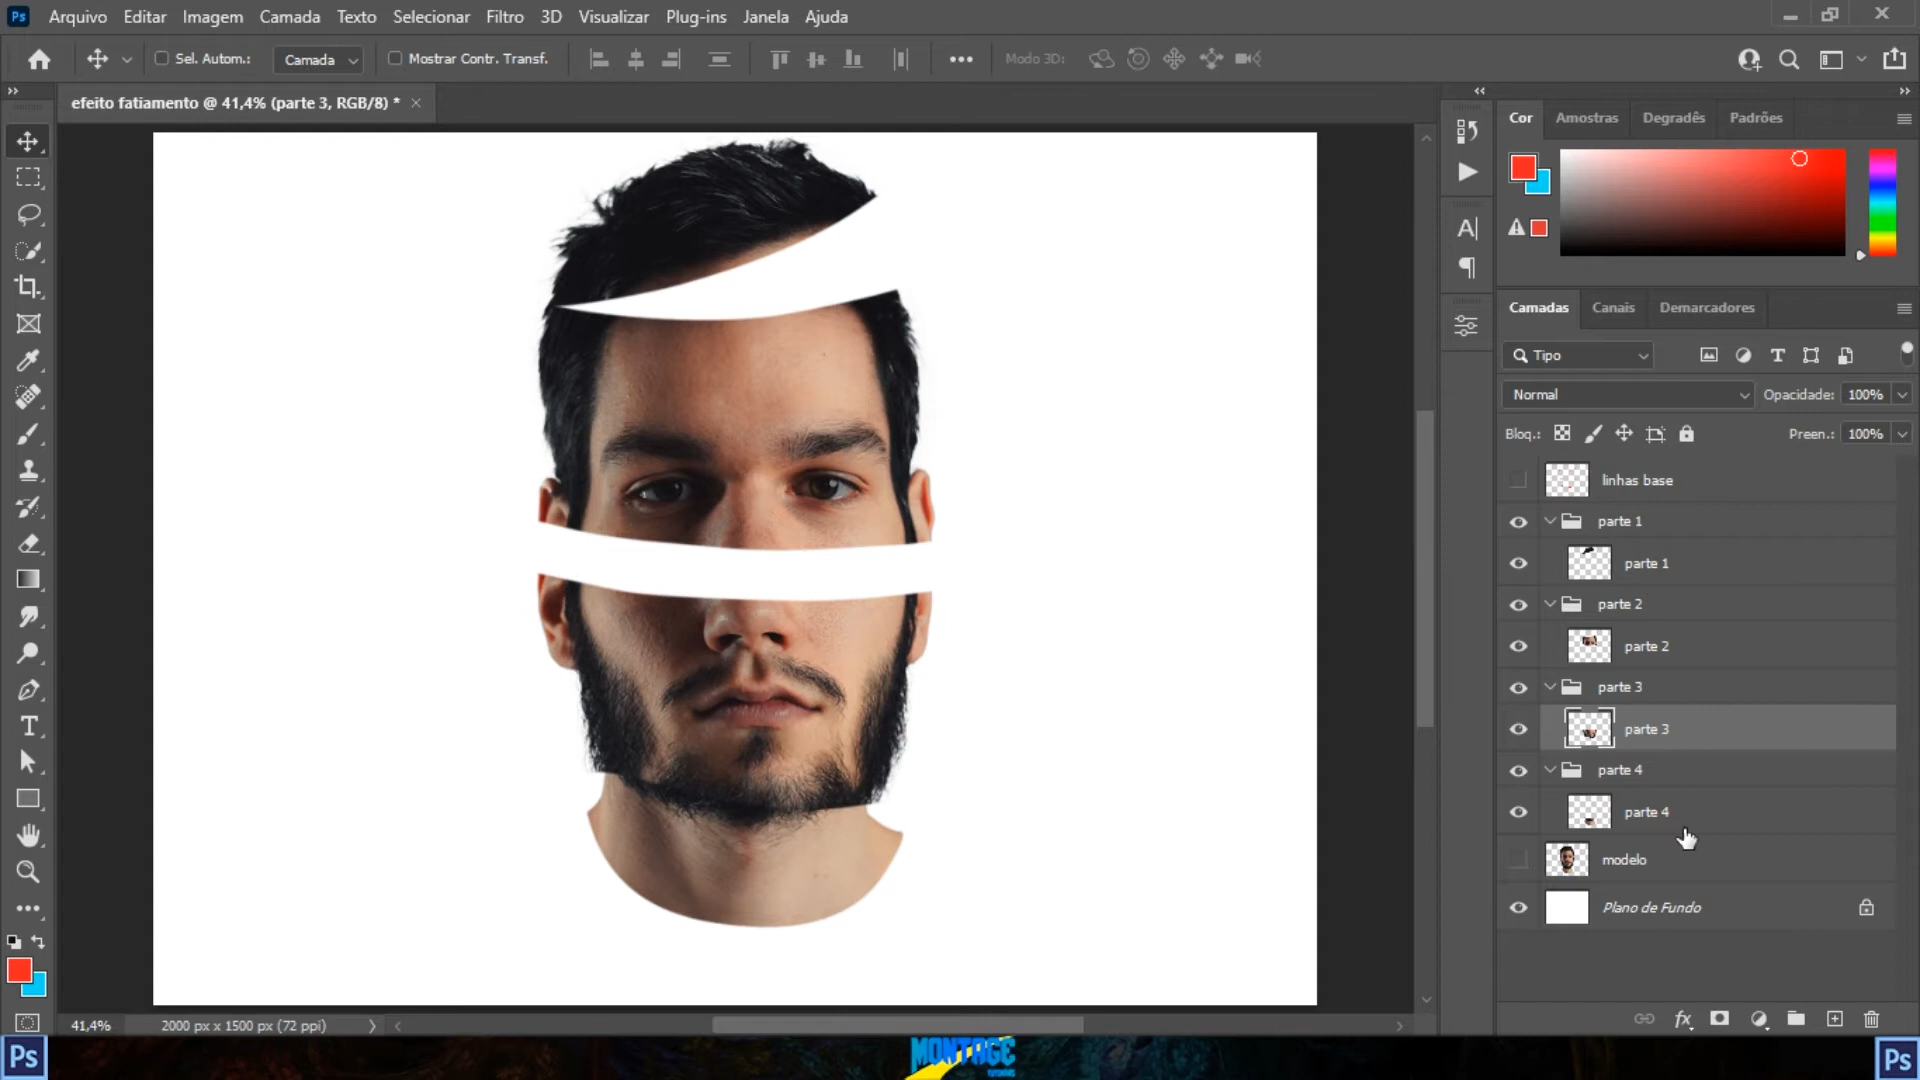 Ps Arquivo Editar Imagem Camada Texto Selecionar Filtro 3D Visualizar Plug-ins Janela Ajuda
Sel. Autom.: Camada Mostrar Contr. Transf. Modo 3D:
efeito fatiamento @ 41,4% (parte 3, RGB/8) *
Cor Amostras Degradês Padrões
Camadas Canais Demarcadores
Tipo
Normal Opacidade: 100%
Bloq.: Preen.: 100%
linhas base
parte 1
parte 1
parte 2
parte 2
parte 3
parte 3
parte 4
parte 4
modelo
Plano de Fundo
41,4% 2000 px x 1500 px (72 ppi)
Ps MONTAGE Ps
TUTORIAIS